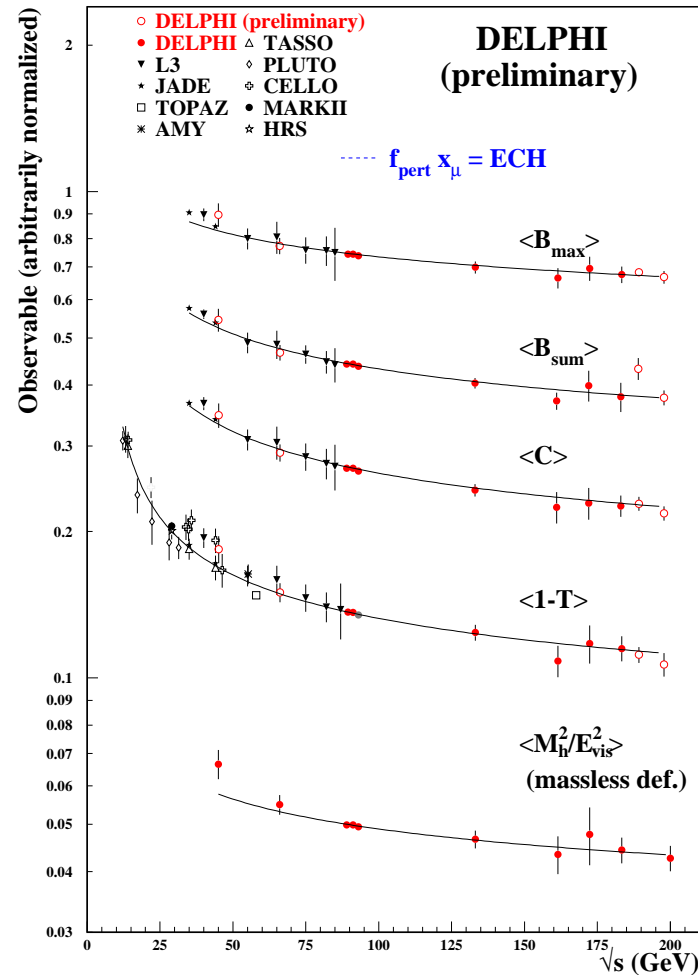 DELPHI (preliminary)
DELPHI TASSO
L3 PLUTO
JADE CELLO
TOPAZ MARKII
AMY HRS
DELPHI
(preliminary)
f_pert x_μ = ECH
Observable (arbitrarily normalized)
2
1
0.9
0.8
0.7
0.6
0.5
0.4
0.3
0.2
0.1
0.09
0.08
0.07
0.06
0.05
0.04
0.03
<B_max>
<B_sum>
<C>
<1-T>
<M_h^2/E_vis^2>
(massless def.)
0 25 50 75 100 125 150 175 200
√s (GeV)